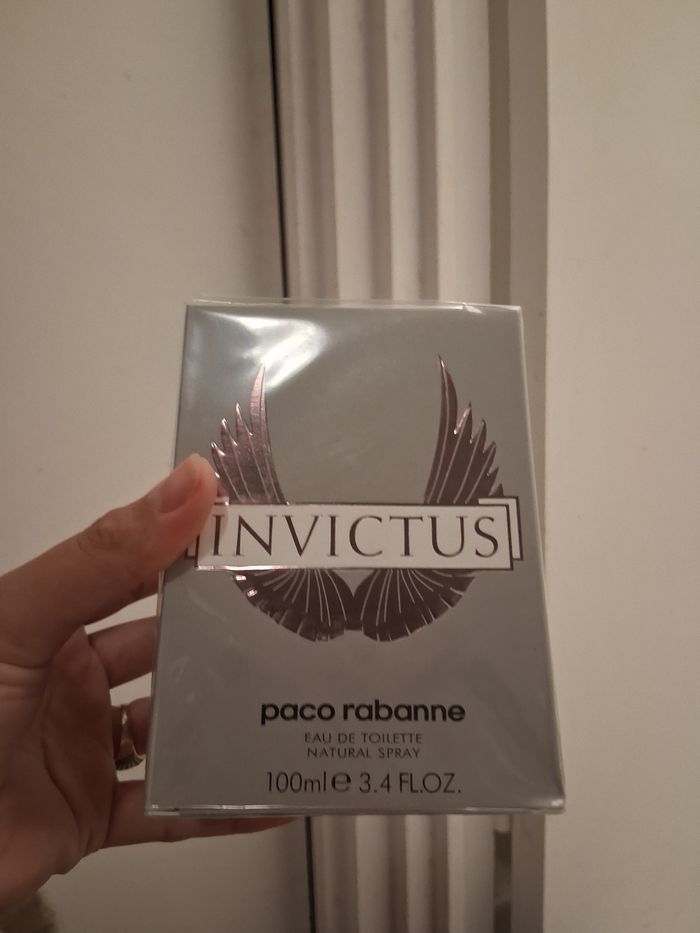 INVICTUS
paco rabanne
EAU DE TOILETTE
NATURAL SPRAY
100ml ℮ 3.4 FL.OZ.